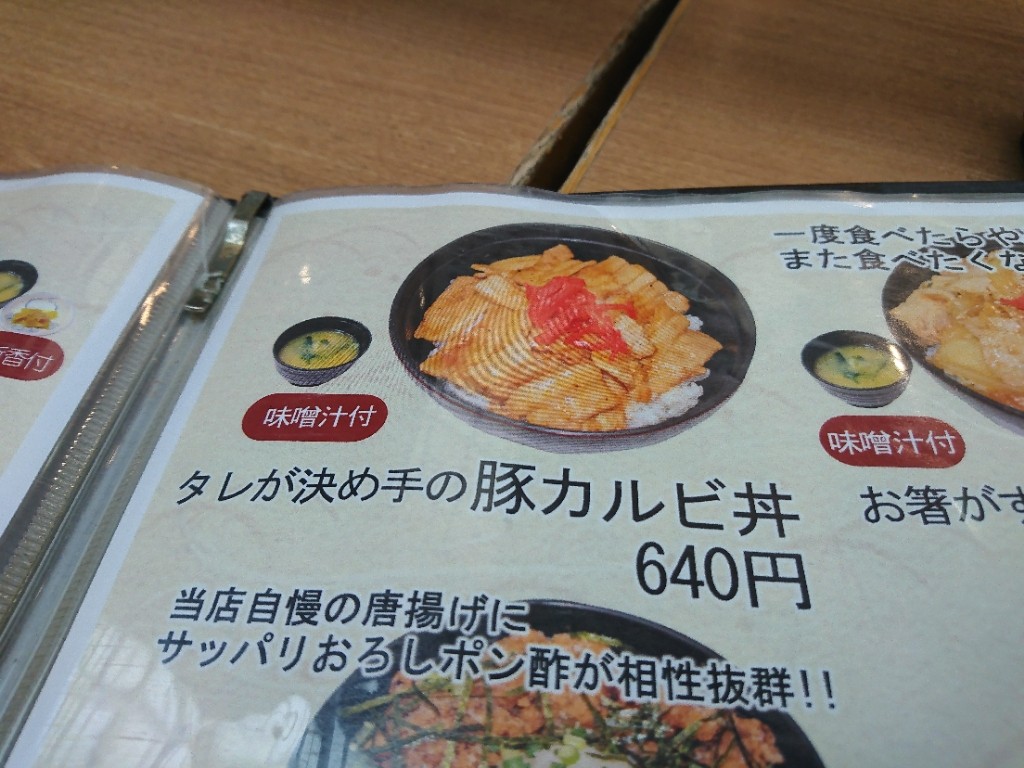 一度食べたらや
また食べたくな
香付
味噌汁付
味噌汁付
タレが決め手の豚カルビ丼
640円
お箸がす
当店自慢の唐揚げに
サッパリおろしポン酢が相性抜群!!